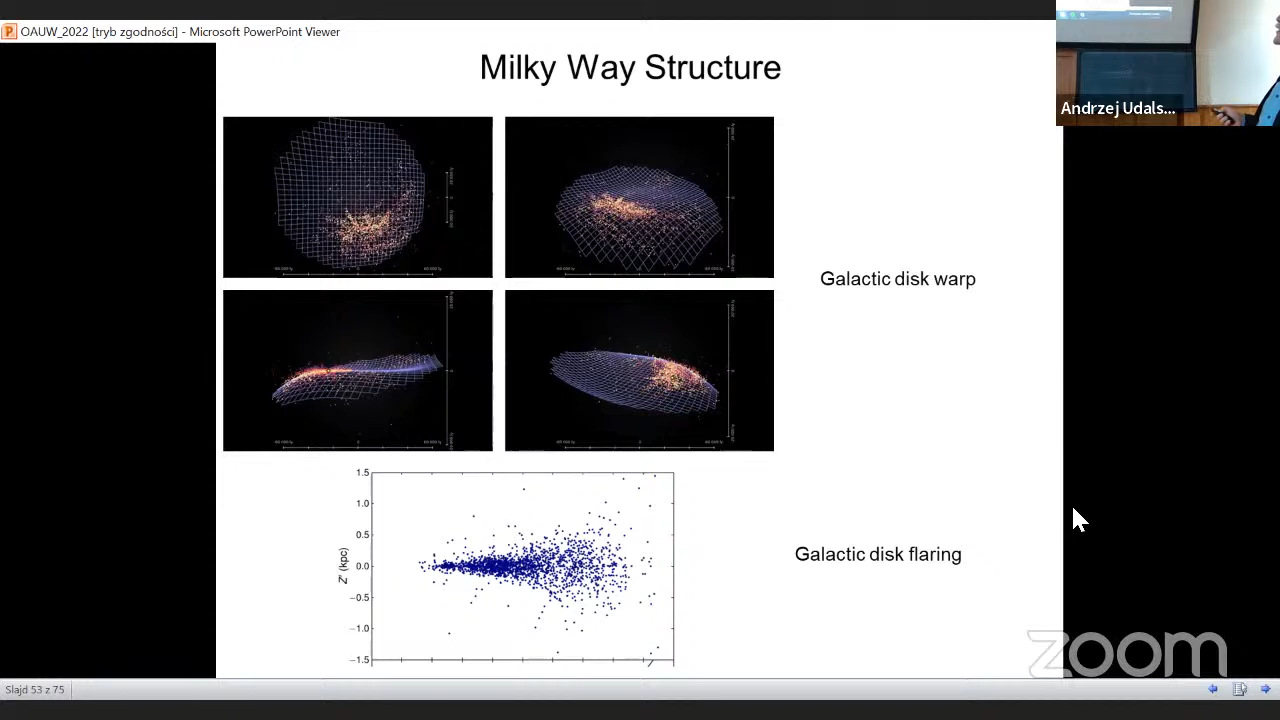 OAUW_2022 [tryb zgodności] - Microsoft PowerPoint Viewer
Milky Way Structure
Andrzej Udals...
Galactic disk warp
1.5
1.0
0.5
0.0
−0.5
−1.0
−1.5
Z' (kpc)
Galactic disk flaring
zoom
Slajd 53 z 75